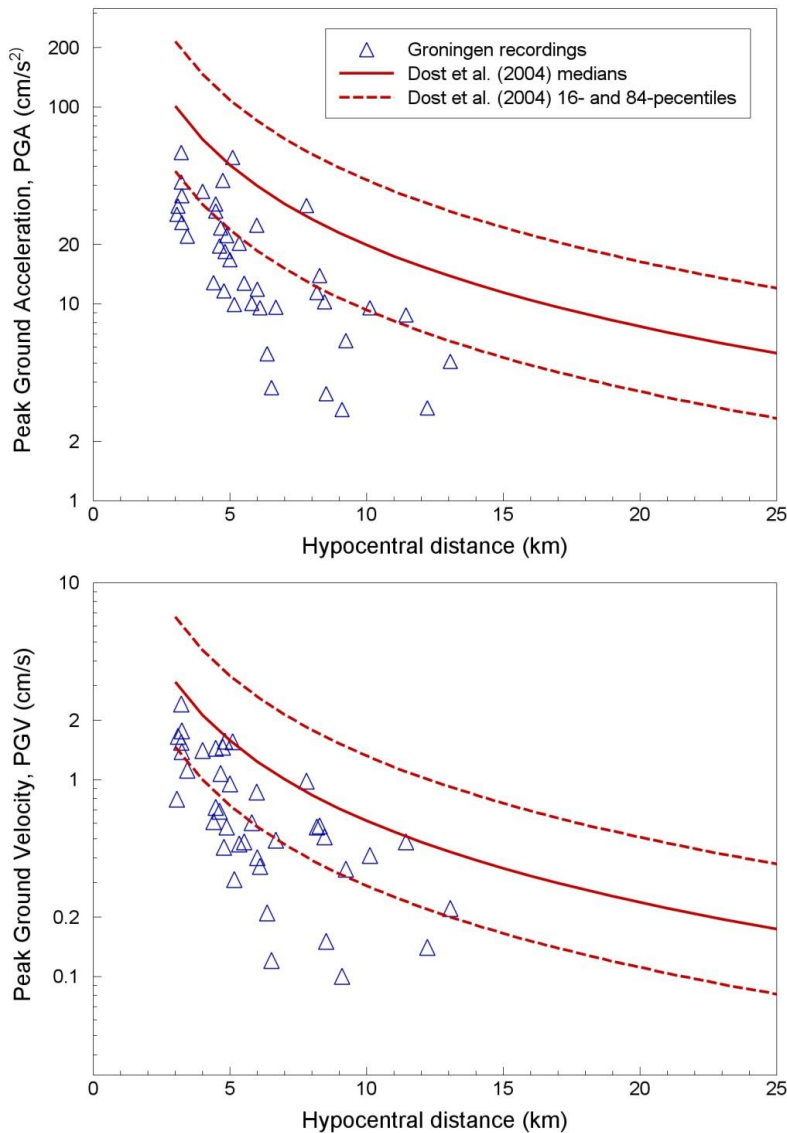 Peak Ground Acceleration, PGA (cm/s²)
200
100
20
10
2
1
Groningen recordings
Dost et al. (2004) medians
Dost et al. (2004) 16- and 84-pecentiles
0 5 10 15 20 25
Hypocentral distance (km)
Peak Ground Velocity, PGV (cm/s)
10
2
1
0.2
0.1
0 5 10 15 20 25
Hypocentral distance (km)